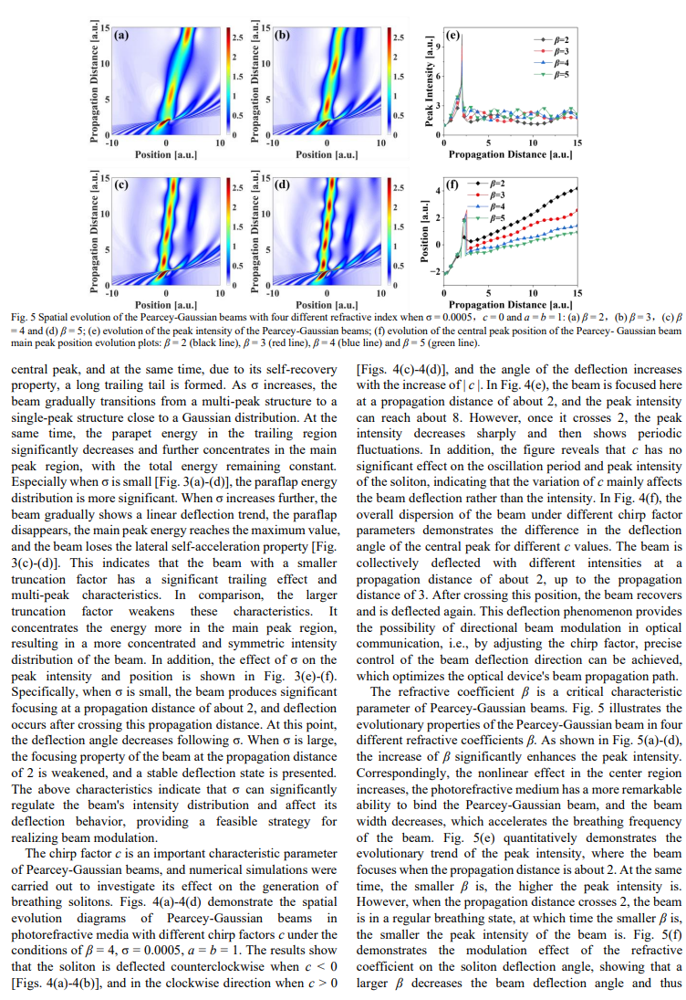 (a)
(b)
(e)
Propagation Distance [a.u.]
15
10
5
0
-10
0
10
Position [a.u.]
2.5
2
1.5
1
0.5
0
Propagation Distance [a.u.]
15
10
5
0
-10
0
10
Position [a.u.]
2.5
2
1.5
1
0.5
0
Peak Intensity [a.u.]
9
6
3
0
0
5
10
15
Propagation Distance [a.u.]
β=2
β=3
β=4
β=5
(c)
(d)
(f)
Propagation Distance [a.u.]
15
10
5
0
-10
0
10
Position [a.u.]
2.5
2
1.5
1
0.5
0
Propagation Distance [a.u.]
15
10
5
0
-10
0
10
Position [a.u.]
2.5
2
1.5
1
0.5
0
Position [a.u.]
4
2
0
−2
0
5
10
15
Propagation Distance [a.u.]
β=2
β=3
β=4
β=5
Fig. 5 Spatial evolution of the Pearcey-Gaussian beams with four different refractive index when σ = 0.0005， c = 0 and a = b = 1: (a) β = 2， (b) β = 3， (c) β
= 4 and (d) β = 5; (e) evolution of the peak intensity of the Pearcey-Gaussian beams; (f) evolution of the central peak position of the Pearcey- Gaussian beam
main peak position evolution plots: β = 2 (black line), β = 3 (red line), β = 4 (blue line) and β = 5 (green line).
central peak, and at the same time, due to its self-recovery
property, a long trailing tail is formed. As σ increases, the
beam gradually transitions from a multi-peak structure to a
single-peak structure close to a Gaussian distribution. At the
same time, the parapet energy in the trailing region
significantly decreases and further concentrates in the main
peak region, with the total energy remaining constant.
Especially when σ is small [Fig. 3(a)-(d)], the paraflap energy
distribution is more significant. When σ increases further, the
beam gradually shows a linear deflection trend, the paraflap
disappears, the main peak energy reaches the maximum value,
and the beam loses the lateral self-acceleration property [Fig.
3(c)-(d)]. This indicates that the beam with a smaller
truncation factor has a significant trailing effect and
multi-peak characteristics. In comparison, the larger
truncation factor weakens these characteristics. It
concentrates the energy more in the main peak region,
resulting in a more concentrated and symmetric intensity
distribution of the beam. In addition, the effect of σ on the
peak intensity and position is shown in Fig. 3(e)-(f).
Specifically, when σ is small, the beam produces significant
focusing at a propagation distance of about 2, and deflection
occurs after crossing this propagation distance. At this point,
the deflection angle decreases following σ. When σ is large,
the focusing property of the beam at the propagation distance
of 2 is weakened, and a stable deflection state is presented.
The above characteristics indicate that σ can significantly
regulate the beam's intensity distribution and affect its
deflection behavior, providing a feasible strategy for
realizing beam modulation.
The chirp factor c is an important characteristic parameter
of Pearcey-Gaussian beams, and numerical simulations were
carried out to investigate its effect on the generation of
breathing solitons. Figs. 4(a)-4(d) demonstrate the spatial
evolution diagrams of Pearcey-Gaussian beams in
photorefractive media with different chirp factors c under the
conditions of β = 4, σ = 0.0005, a = b = 1. The results show
that the soliton is deflected counterclockwise when c < 0
[Figs. 4(a)-4(b)], and in the clockwise direction when c > 0
[Figs. 4(c)-4(d)], and the angle of the deflection increases
with the increase of | c |. In Fig. 4(e), the beam is focused here
at a propagation distance of about 2, and the peak intensity
can reach about 8. However, once it crosses 2, the peak
intensity decreases sharply and then shows periodic
fluctuations. In addition, the figure reveals that c has no
significant effect on the oscillation period and peak intensity
of the soliton, indicating that the variation of c mainly affects
the beam deflection rather than the intensity. In Fig. 4(f), the
overall dispersion of the beam under different chirp factor
parameters demonstrates the difference in the deflection
angle of the central peak for different c values. The beam is
collectively deflected with different intensities at a
propagation distance of about 2, up to the propagation
distance of 3. After crossing this position, the beam recovers
and is deflected again. This deflection phenomenon provides
the possibility of directional beam modulation in optical
communication, i.e., by adjusting the chirp factor, precise
control of the beam deflection direction can be achieved,
which optimizes the optical device's beam propagation path.
The refractive coefficient β is a critical characteristic
parameter of Pearcey-Gaussian beams. Fig. 5 illustrates the
evolutionary properties of the Pearcey-Gaussian beam in four
different refractive coefficients β. As shown in Fig. 5(a)-(d),
the increase of β significantly enhances the peak intensity.
Correspondingly, the nonlinear effect in the center region
increases, the photorefractive medium has a more remarkable
ability to bind the Pearcey-Gaussian beam, and the beam
width decreases, which accelerates the breathing frequency
of the beam. Fig. 5(e) quantitatively demonstrates the
evolutionary trend of the peak intensity, where the beam
focuses when the propagation distance is about 2. At the same
time, the smaller β is, the higher the peak intensity is.
However, when the propagation distance crosses 2, the beam
is in a regular breathing state, at which time the smaller β is,
the smaller the peak intensity of the beam is. Fig. 5(f)
demonstrates the modulation effect of the refractive
coefficient on the soliton deflection angle, showing that a
larger β decreases the beam deflection angle and thus